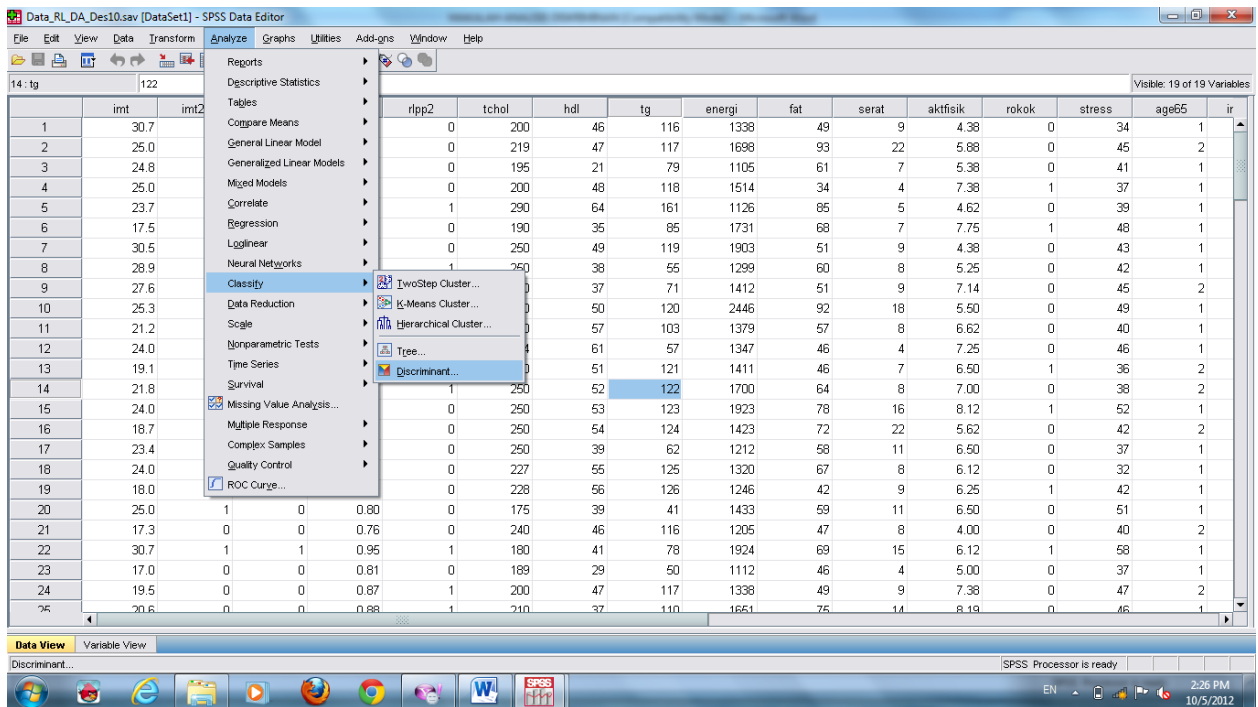 Data_RL_DA_Des10.sav [DataSet1] - SPSS Data Editor
File Edit View Data Transform Analyze Graphs Utilities Add-ons Window Help
14 : tg 122 Visible: 19 of 19 Variables
Reports
Descriptive Statistics
Tables
Compare Means
General Linear Model
Generalized Linear Models
Mixed Models
Correlate
Regression
Loglinear
Neural Networks
Classify
Data Reduction
Scale
Nonparametric Tests
Time Series
Survival
Missing Value Analysis...
Multiple Response
Complex Samples
Quality Control
ROC Curve...
TwoStep Cluster...
K-Means Cluster...
Hierarchical Cluster...
Tree...
Discriminant...
imt imt2 rlpp2 tchol hdl tg energi fat serat aktfisik rokok stress age65 ir
1 30.7 0 200 46 116 1338 49 9 4.38 0 34 1
2 25.0 0 219 47 117 1698 93 22 5.88 0 45 2
3 24.8 0 195 21 79 1105 61 7 5.38 0 41 1
4 25.0 0 200 48 118 1514 34 4 7.38 1 37 1
5 23.7 1 290 64 161 1126 85 5 4.62 0 39 1
6 17.5 0 190 35 85 1731 68 7 7.75 1 48 1
7 30.5 0 250 49 119 1903 51 9 4.38 0 43 1
8 28.9 1 250 38 55 1299 60 8 5.25 0 42 1
9 27.6 37 71 1412 51 9 7.14 0 45 2
10 25.3 50 120 2446 92 18 5.50 0 49 1
11 21.2 57 103 1379 57 8 6.62 0 40 1
12 24.0 61 57 1347 46 4 7.25 0 46 1
13 19.1 51 121 1411 46 7 6.50 1 36 2
14 21.8 1 250 52 122 1700 64 8 7.00 0 38 2
15 24.0 0 250 53 123 1923 78 16 8.12 1 52 1
16 18.7 0 250 54 124 1423 72 22 5.62 0 42 2
17 23.4 0 250 39 62 1212 58 11 6.50 0 37 1
18 24.0 0 227 55 125 1320 67 8 6.12 0 32 1
19 18.0 0 228 56 126 1246 42 9 6.25 1 42 1
20 25.0 1 0 0.80 0 175 39 41 1433 59 11 6.50 0 51 1
21 17.3 0 0 0.76 0 240 46 116 1205 47 8 4.00 0 40 2
22 30.7 1 1 0.95 1 180 41 78 1924 69 15 6.12 1 58 1
23 17.0 0 0 0.81 0 189 29 50 1112 46 4 5.00 0 37 1
24 19.5 0 0 0.87 1 200 47 117 1338 49 9 7.38 0 47 2
25 20.6 0 0 0.88 1 210 37 110 1651 75 14 8.19 0 46 1
Data View Variable View
Discriminant... SPSS Processor is ready
EN 2:26 PM
10/5/2012